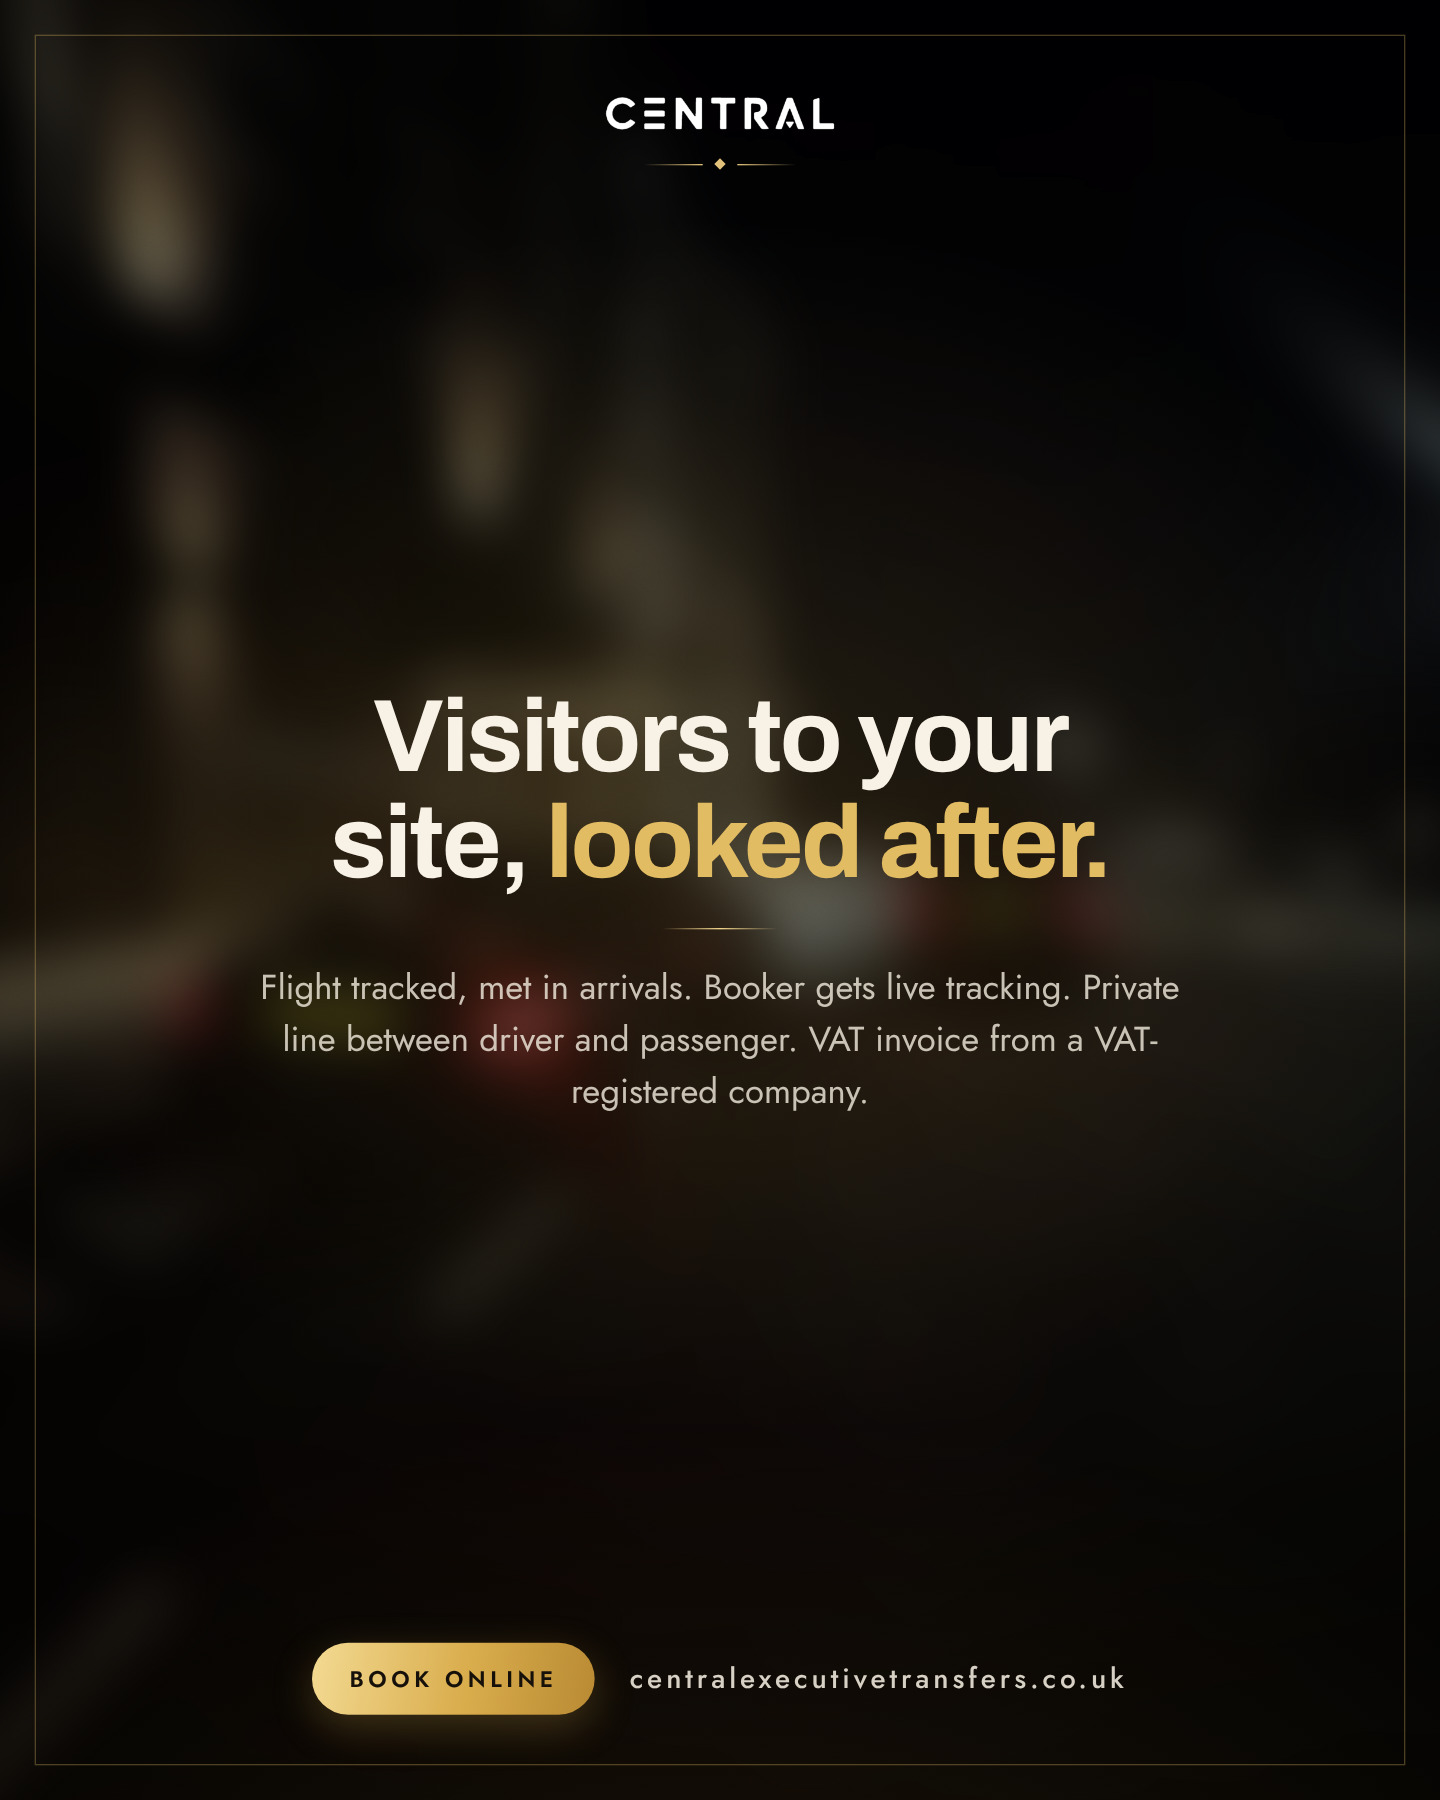 CENTRAL
Visitors to your
site, looked after.
Flight tracked, met in arrivals. Booker gets live tracking. Private
line between driver and passenger. VAT invoice from a VAT-
registered company.
BOOK ONLINE centralexecutivetransfers.co.uk